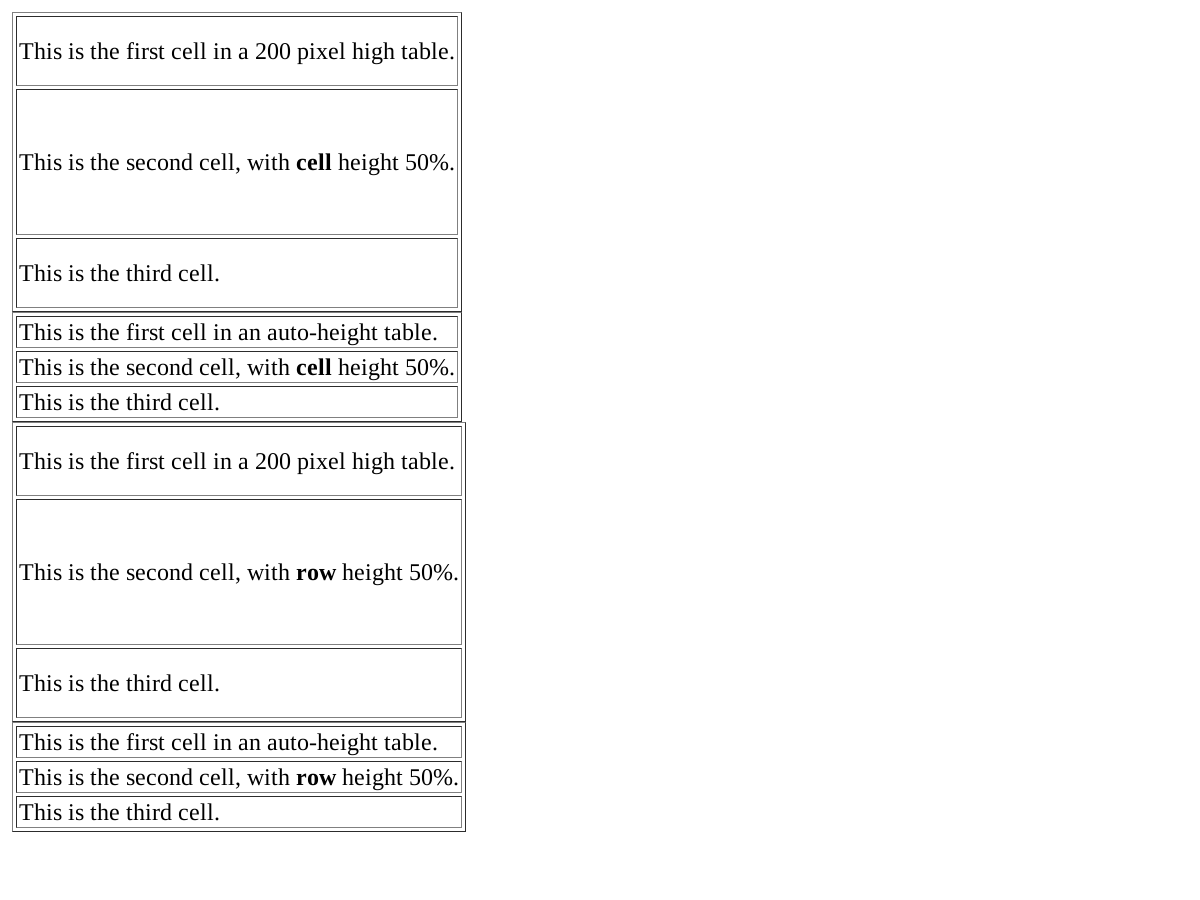 This is the first cell in a 200 pixel high table.
This is the second cell, with cell height 50%.
This is the third cell.
This is the first cell in an auto-height table.
This is the second cell, with cell height 50%.
This is the third cell.
This is the first cell in a 200 pixel high table.
This is the second cell, with row height 50%.
This is the third cell.
This is the first cell in an auto-height table.
This is the second cell, with row height 50%.
This is the third cell.